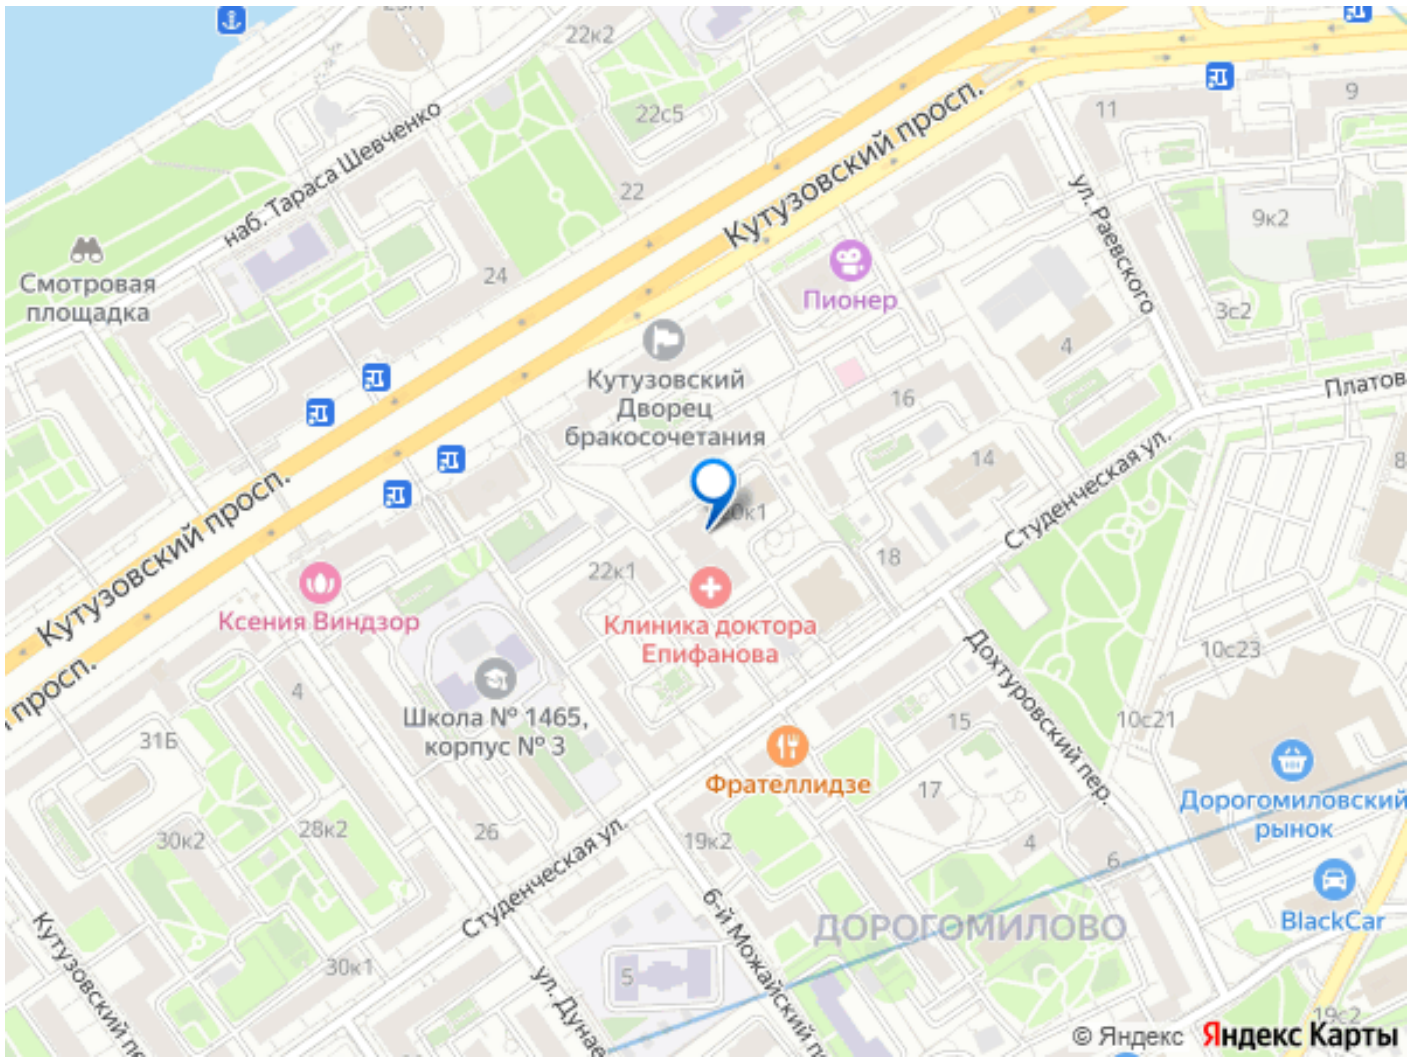 22к2
22с5
наб. Тараса Шевченко
22
Кутузовский просп.
11
9
ул. Раевского
9к2
Смотровая
площадка
24
Пионер
3с2
4
Кутузовский
Дворец
бракосочетания
16
14
Студенческая ул.
Кутузовский просп.
22к1
18
Ксения Виндзор
Клиника доктора
Епифанова
Дохтуровский пер.
10с23
просп.
4
31Б
Школа № 1465,
корпус № 3
15
10с21
Фрателлидзе
17
Дорогомиловский
рынок
30к2
28к2
26
19к2
4
6
Студенческая ул.
6-й Можайский
ДОРОГОМИЛОВО
BlackCar
Кутузовский
30к1
5
ул.
19с2
© Яндекс Яндекс Карты